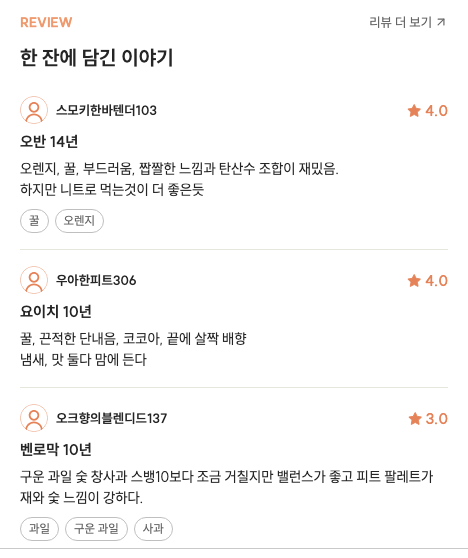 REVIEW
리뷰 더 보기 ↗
한 잔에 담긴 이야기
스모키한바텐더103
★ 4.0
오반 14년
오렌지, 꿀, 부드러움, 짭짤한 느낌과 탄산수 조합이 재밌음.
하지만 니트로 먹는것이 더 좋은듯
꿀
오렌지
우아한피트306
★ 4.0
요이치 10년
꿀, 끈적한 단내음, 코코아, 끝에 살짝 배향
냄새, 맛 둘다 맘에 든다
오크향의블렌디드137
★ 3.0
벤로막 10년
구운 과일 숯 창사과 스뱅10보다 조금 거칠지만 밸런스가 좋고 피트 팔레트가
재와 숯 느낌이 강하다.
과일
구운 과일
사과